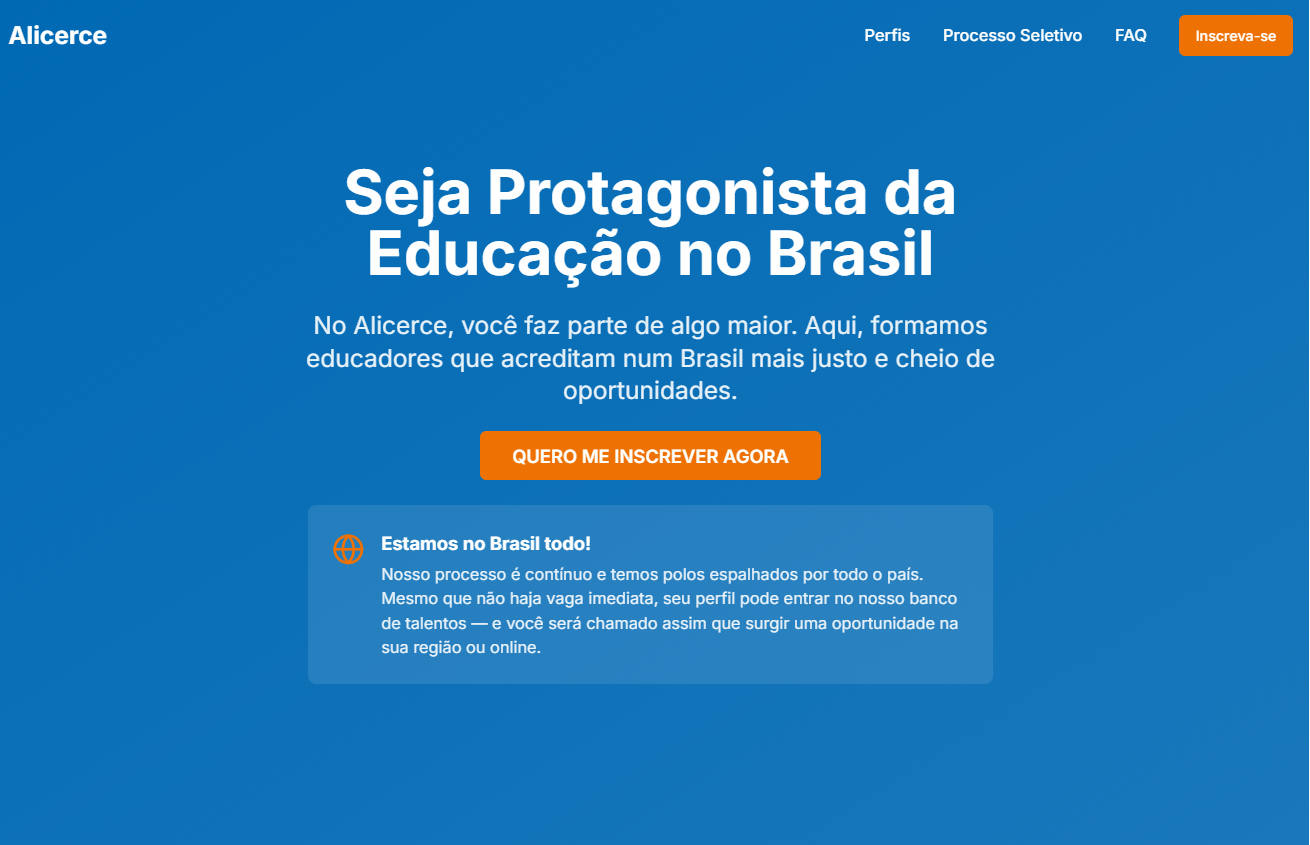 Alicerce
Perfis
Processo Seletivo
FAQ
Inscreva-se
Seja Protagonista da
Educação no Brasil
No Alicerce, você faz parte de algo maior. Aqui, formamos
educadores que acreditam num Brasil mais justo e cheio de
oportunidades.
QUERO ME INSCREVER AGORA
Estamos no Brasil todo!
Nosso processo é contínuo e temos polos espalhados por todo o país.
Mesmo que não haja vaga imediata, seu perfil pode entrar no nosso banco
de talentos — e você será chamado assim que surgir uma oportunidade na
sua região ou online.